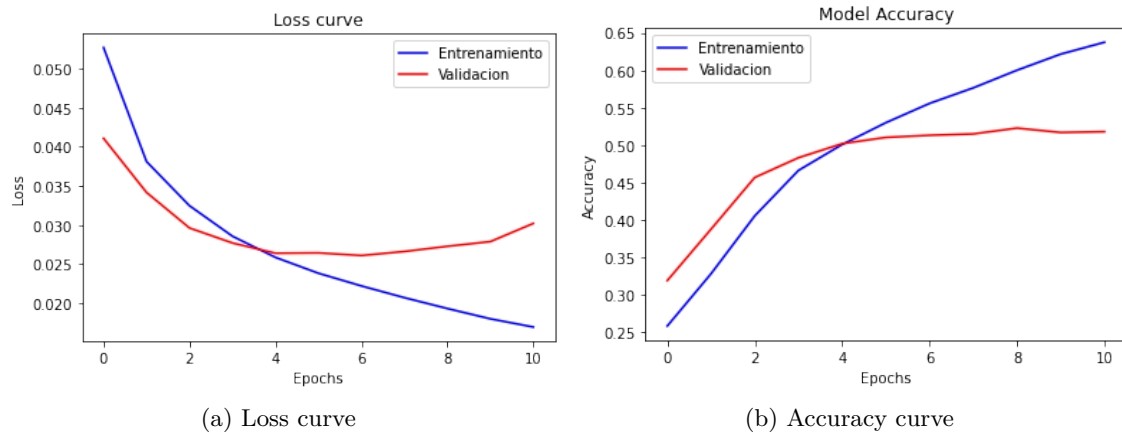 Loss curve
Entrenamiento
Validacion
0.050
0.045
0.040
0.035
0.030
0.025
0.020
Loss
0 2 4 6 8 10
Epochs
(a) Loss curve
Model Accuracy
Entrenamiento
Validacion
0.65
0.60
0.55
0.50
0.45
0.40
0.35
0.30
0.25
Accuracy
0 2 4 6 8 10
Epochs
(b) Accuracy curve